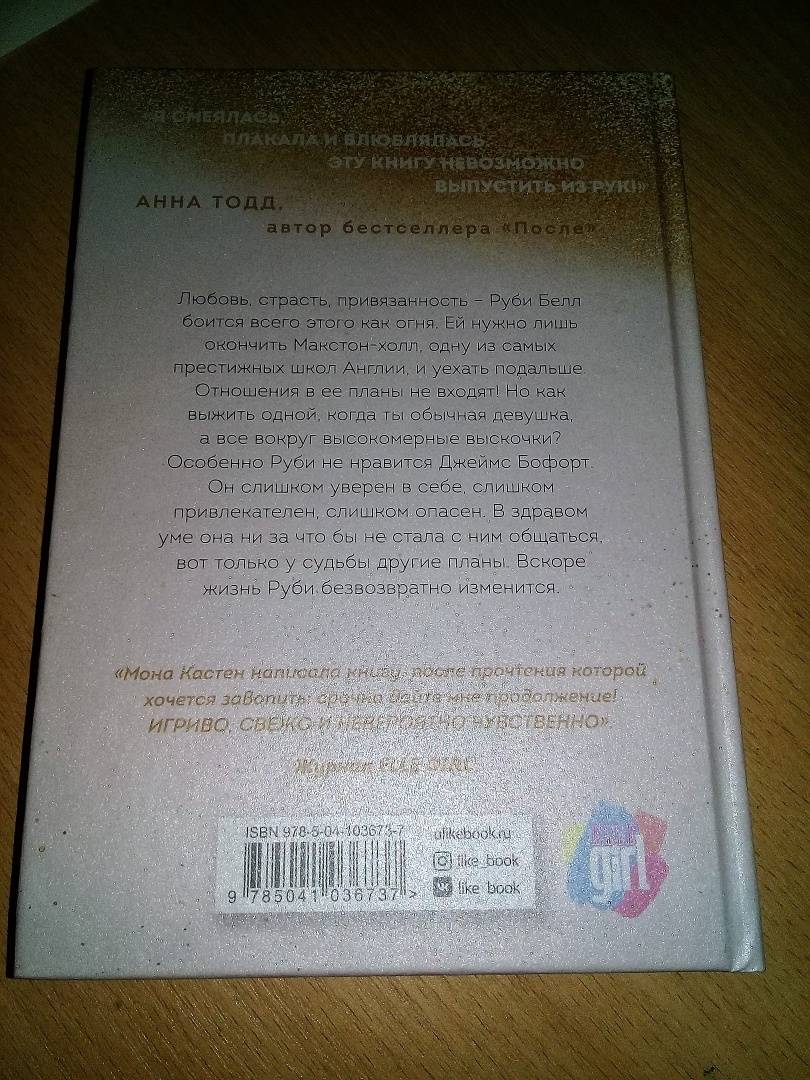 «Я СМЕЯЛАСЬ,
ПЛАКАЛА И ВЛЮБЛЯЛАСЬ.
ЭТУ КНИГУ НЕВОЗМОЖНО
ВЫПУСТИТЬ ИЗ РУК!»
АННА ТОДД,
автор бестселлера «После»
Любовь, страсть, привязанность – Руби Белл
боится всего этого как огня. Ей нужно лишь
окончить Макстон-холл, одну из самых
престижных школ Англии, и уехать подальше.
Отношения в ее планы не входят! Но как
выжить одной, когда ты обычная девушка,
а все вокруг высокомерные выскочки?
Особенно Руби не нравится Джеймс Бофорт.
Он слишком уверен в себе, слишком
привлекателен, слишком опасен. В здравом
уме она ни за что бы не стала с ним общаться,
вот только у судьбы другие планы. Вскоре
жизнь Руби безвозвратно изменится.
«Мона Кастен написала книгу, после прочтения которой
хочется завопить: срочно дайте мне продолжение!
ИГРИВО, СВЕЖО И НЕВЕРОЯТНО ЧУВСТВЕННО»
Журнал ELLE GIRL
ISBN 978-5-04-103673-7
9 785041 036737 >
ulikebook.ru
like_book
like_book
girl